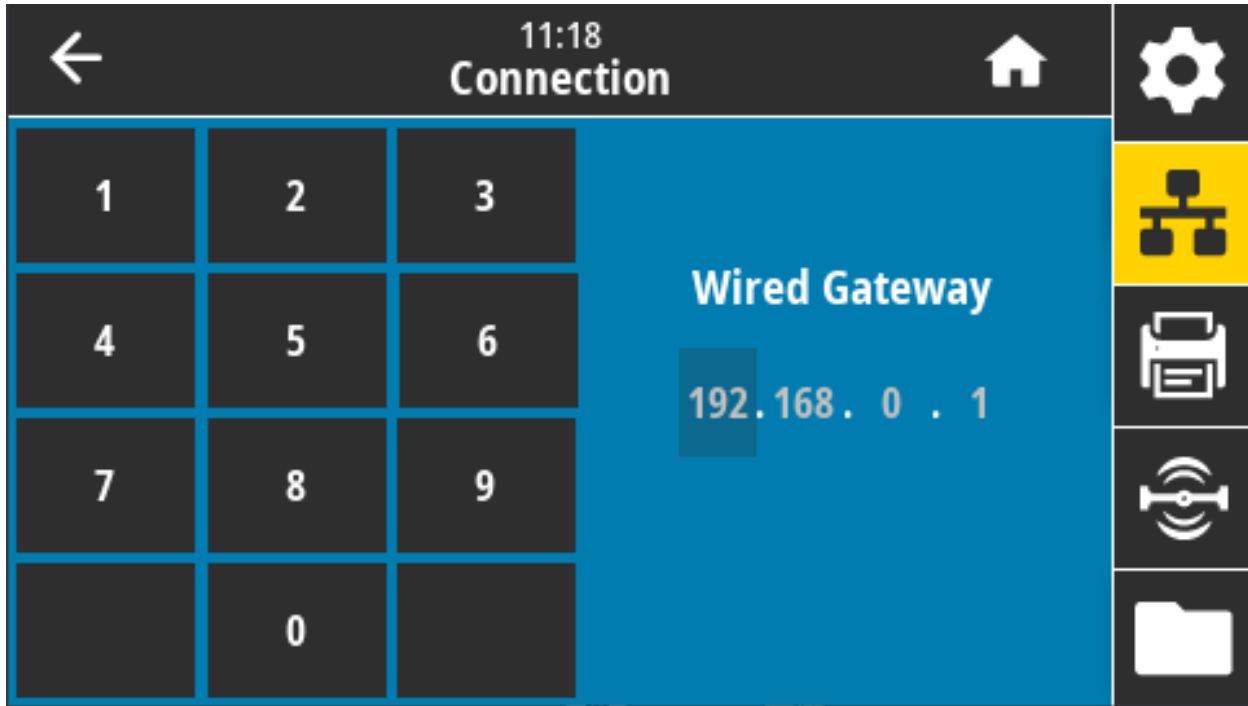 11:18
Connection
1 2 3
Wired Gateway
4 5 6
192.168. 0 . 1
7 8 9
0